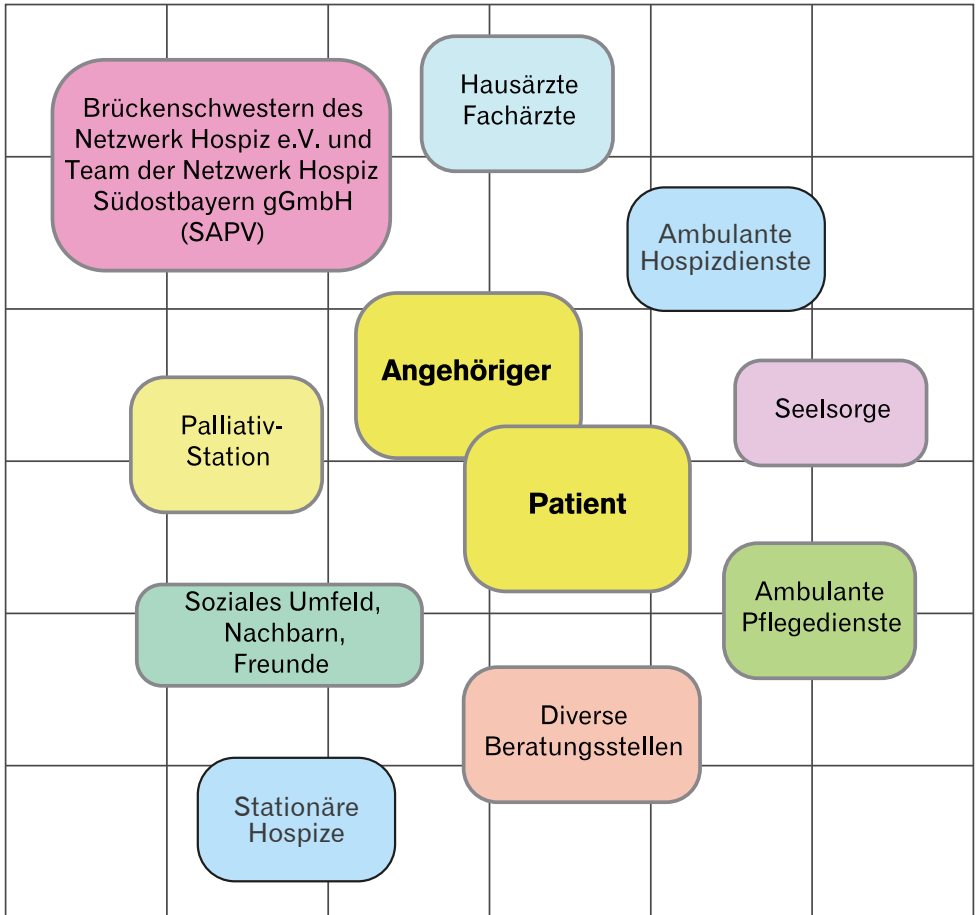 Brückenschwestern des
Netzwerk Hospiz e.V. und
Team der Netzwerk Hospiz
Südostbayern gGmbH
(SAPV)
Hausärzte
Fachärzte
Ambulante
Hospizdienste
Angehöriger
Seelsorge
Palliativ-
Station
Patient
Ambulante
Pflegedienste
Soziales Umfeld,
Nachbarn,
Freunde
Diverse
Beratungsstellen
Stationäre
Hospize